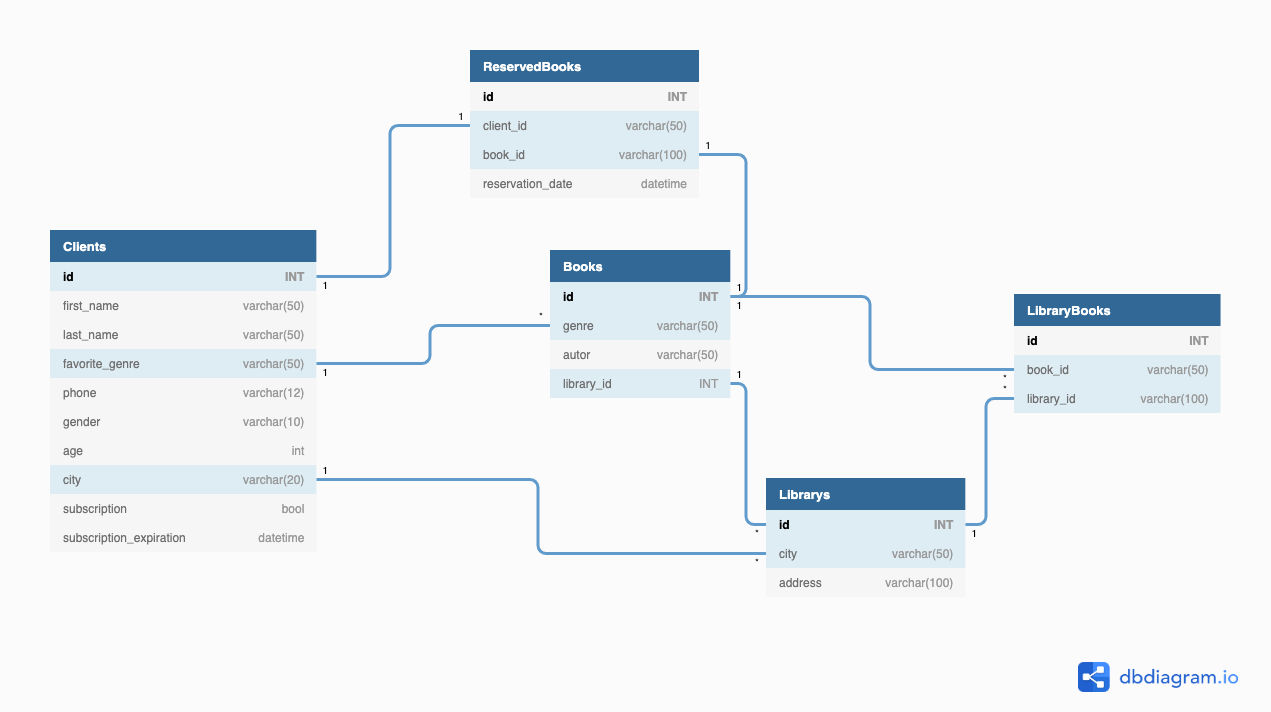 ReservedBooks
id INT
1
client_id varchar(50)
book_id varchar(100)
1
reservation_date datetime
Clients
id INT
1
first_name varchar(50)
last_name varchar(50)
favorite_genre varchar(50)
1
phone varchar(12)
gender varchar(10)
age int
city varchar(20)
1
subscription bool
subscription_expiration datetime
Books
id INT
1
1
*
genre varchar(50)
autor varchar(50)
library_id INT
1
LibraryBooks
id INT
book_id varchar(50)
*
*
library_id varchar(100)
Librarys
id INT
*
1
city varchar(50)
*
address varchar(100)
dbdiagram.io